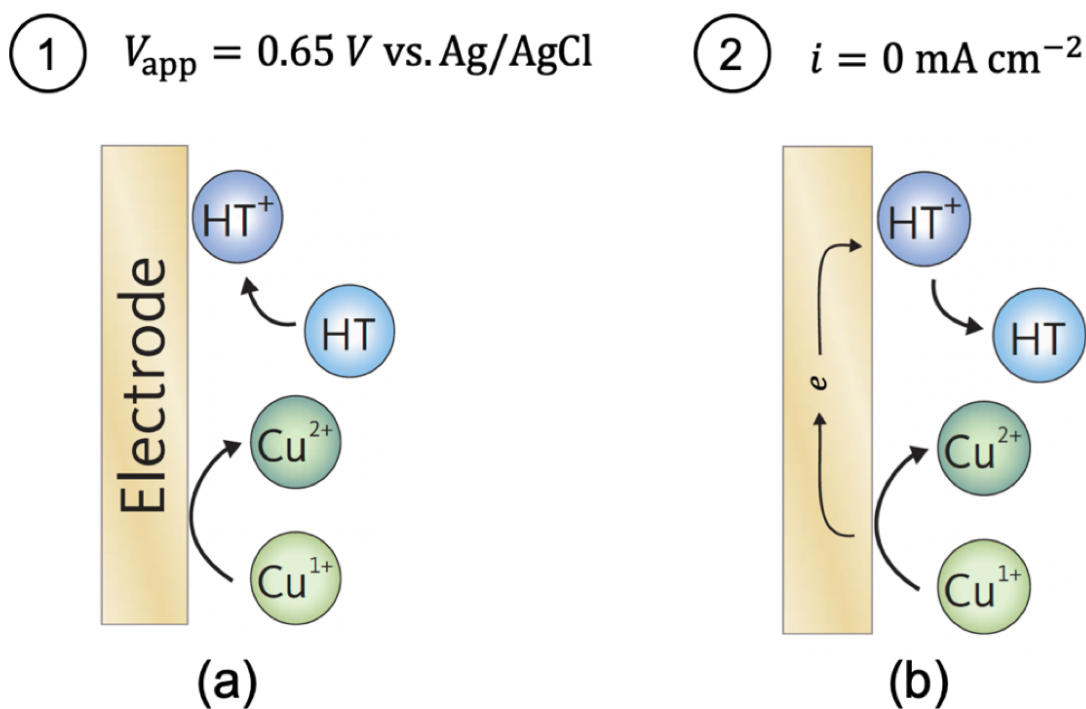 1 V_app = 0.65 V vs. Ag/AgCl
Electrode
HT⁺
HT
Cu²⁺
Cu¹⁺
(a)
2 i = 0 mA cm⁻²
HT⁺
HT
e
Cu²⁺
Cu¹⁺
(b)